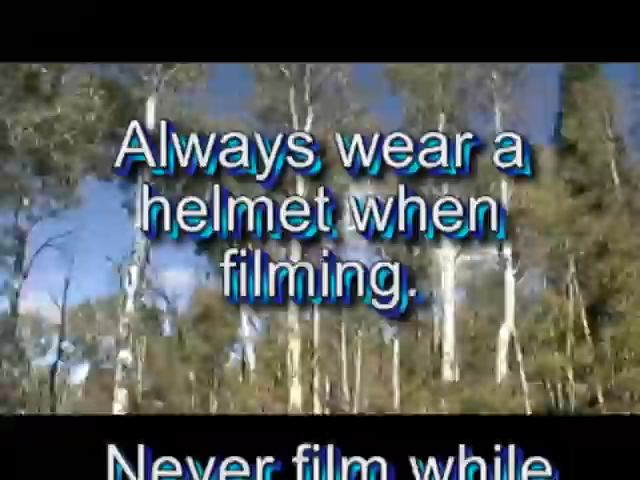 Always wear a
helmet when
filming.
Never film while